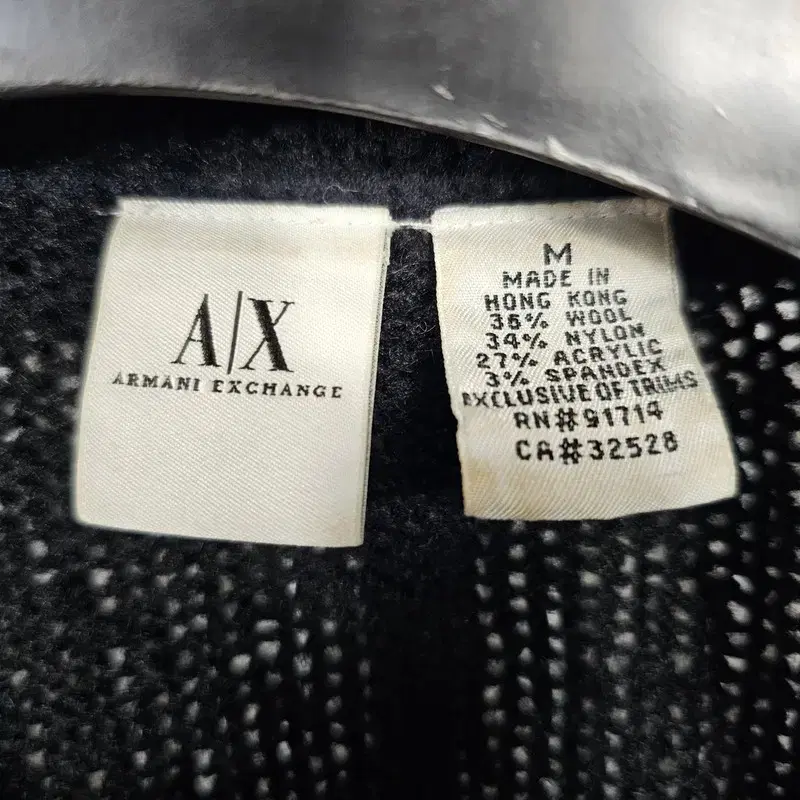 A|X
ARMANI EXCHANGE
M
MADE IN
HONG KONG
36% WOOL
34% NYLON
27% ACRYLIC
3% SPANDEX
EXCLUSIVE OF TRIMS
RN#91714
CA#32528